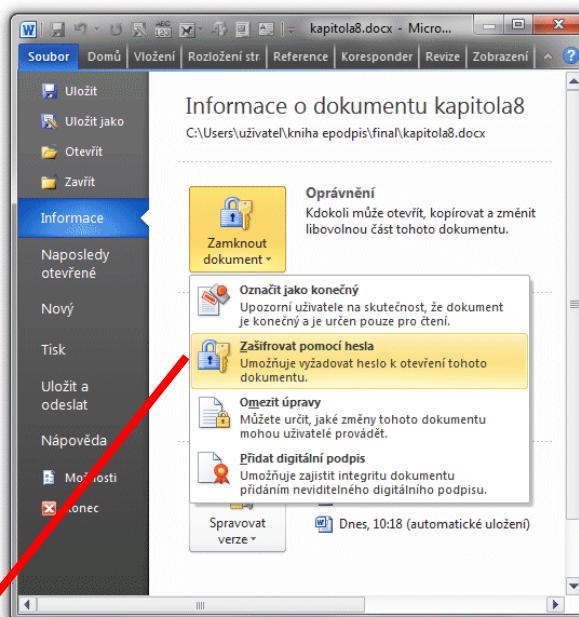 kapitola8.docx - Micro...
Soubor Domů Vložení Rozložení str Reference Koresponder Revize Zobrazení
Uložit
Uložit jako
Otevřít
Zavřít
Informace
Naposledy
otevřené
Nový
Tisk
Uložit a
odeslat
Nápověda
Možnosti
Konec
Informace o dokumentu kapitola8
C:\Users\uživatel\kniha epodpis\final\kapitola8.docx
Zamknout
dokument
Oprávnění
Kdokoli může otevřít, kopírovat a změnit
libovolnou část tohoto dokumentu.
Označit jako konečný
Upozorní uživatele na skutečnost, že dokument
je konečný a je určen pouze pro čtení.
Zašifrovat pomocí hesla
Umožňuje vyžadovat heslo k otevření tohoto
dokumentu.
Omezit úpravy
Můžete určit, jaké změny tohoto dokumentu
mohou uživatelé provádět.
Přidat digitální podpis
Umožňuje zajistit integritu dokumentu
přidáním neviditelného digitálního podpisu.
Spravovat
verze
Dnes, 10:18 (automatické uložení)